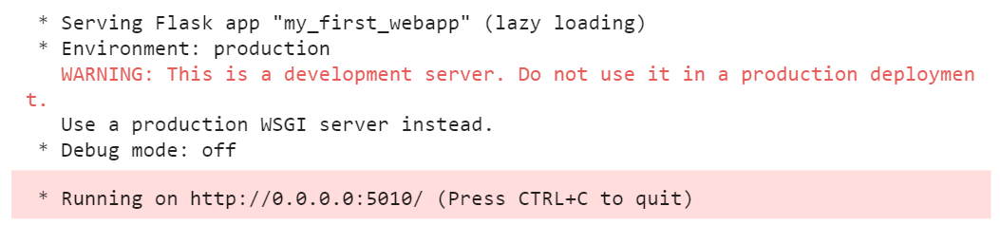 * Serving Flask app "my_first_webapp" (lazy loading)
* Environment: production
WARNING: This is a development server. Do not use it in a production deploymen
t.
Use a production WSGI server instead.
* Debug mode: off
* Running on http://0.0.0.0:5010/ (Press CTRL+C to quit)